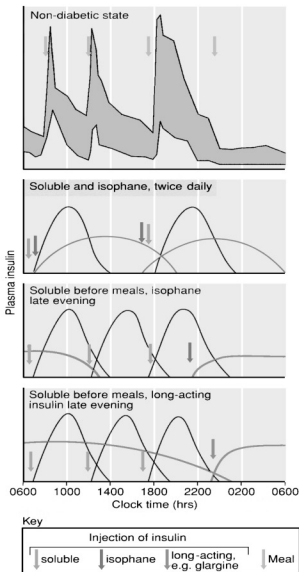 Non-diabetic state
Soluble and isophane, twice daily
Soluble before meals, isophane
late evening
Soluble before meals, long-acting
insulin late evening
Plasma insulin
0600 1000 1400 1800 2200 0200 0600
Clock time (hrs)
Key
Injection of insulin
soluble
isophane
long-acting,
e.g. glargine
Meal